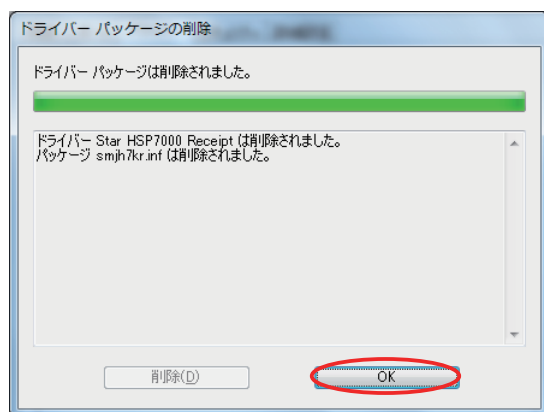 ドライバー パッケージの削除
ドライバー パッケージは削除されました。
ドライバー Star HSP7000 Receipt は削除されました。
パッケージ smjh7kr.inf は削除されました。
削除(D)
OK